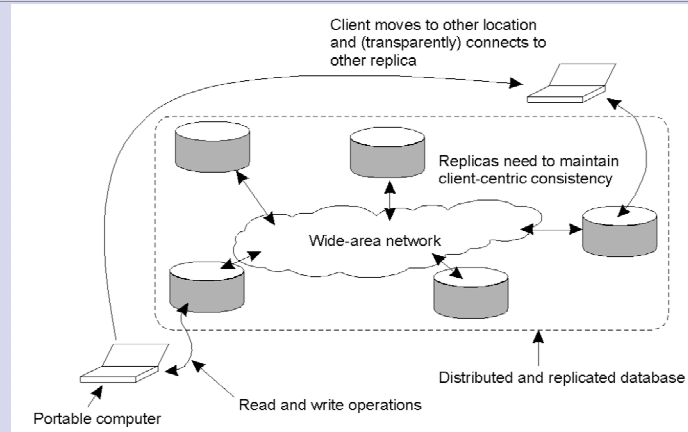 Client moves to other location
and (transparently) connects to
other replica
Replicas need to maintain
client-centric consistency
Wide-area network
Distributed and replicated database
Read and write operations
Portable computer